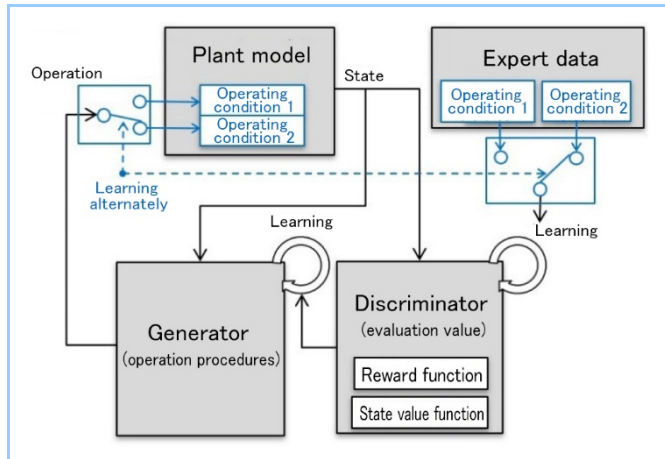 Plant model
Expert data
Operation
State
Operating
condition 1
Operating
condition 2
Operating
condition 1
Operating
condition 2
Learning
alternately
Learning
Learning
Generator
(operation procedures)
Discriminator
(evaluation value)
Reward function
State value function